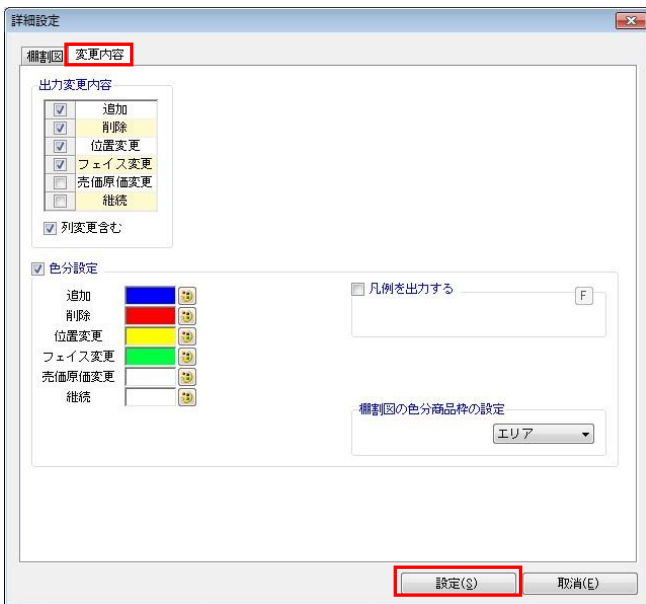 詳細設定
棚割図 変更内容
出力変更内容
追加
削除
位置変更
フェイス変更
売価原価変更
継続
列変更含む
色分設定
追加
削除
位置変更
フェイス変更
売価原価変更
継続
凡例を出力する
F
棚割図の色分商品枠の設定
エリア
設定(S) 取消(E)